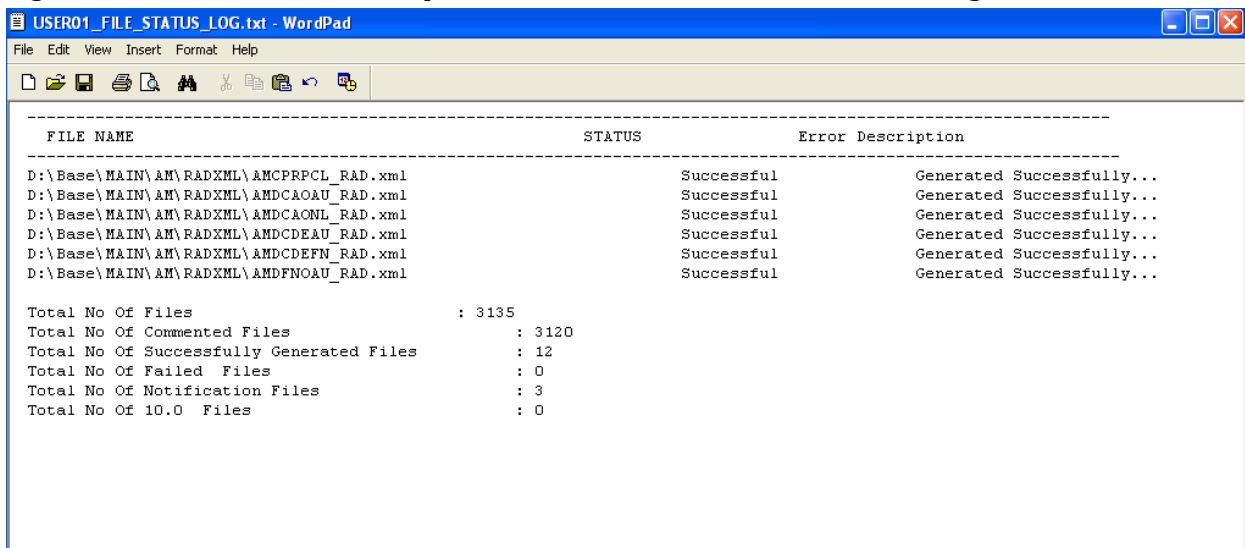 USER01_FILE_STATUS_LOG.txt - WordPad
File Edit View Insert Format Help
FILE NAME STATUS Error Description
D:\Base\MAIN\AM\RADXML\AMCPRPCL_RAD.xml Successful Generated Successfully...
D:\Base\MAIN\AM\RADXML\AMDCAOAU_RAD.xml Successful Generated Successfully...
D:\Base\MAIN\AM\RADXML\AMDCAONL_RAD.xml Successful Generated Successfully...
D:\Base\MAIN\AM\RADXML\AMDCDEAU_RAD.xml Successful Generated Successfully...
D:\Base\MAIN\AM\RADXML\AMDCDEFN_RAD.xml Successful Generated Successfully...
D:\Base\MAIN\AM\RADXML\AMDFNOAU_RAD.xml Successful Generated Successfully...
Total No Of Files : 3135
Total No Of Commented Files : 3120
Total No Of Successfully Generated Files : 12
Total No Of Failed Files : 0
Total No Of Notification Files : 3
Total No Of 10.0 Files : 0